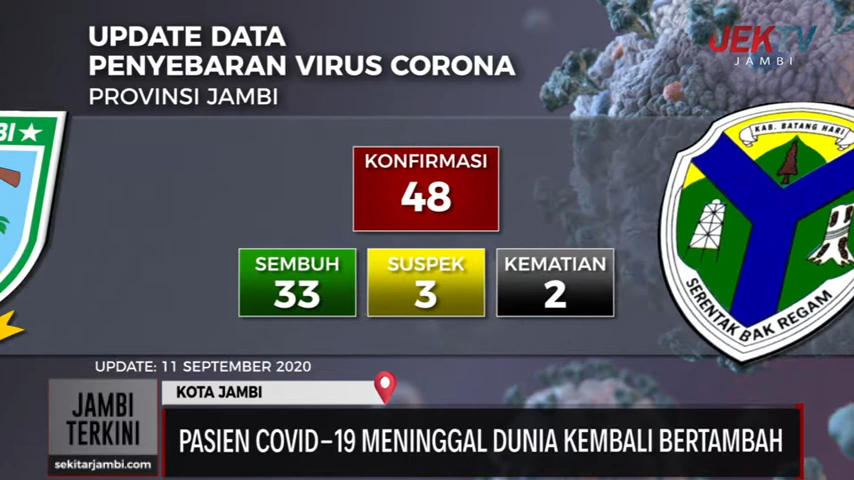 UPDATE DATA
PENYEBARAN VIRUS CORONA
PROVINSI JAMBI
JEKTV
JAMBI
BI
KAB. BATANG HARI
SERENTAK BAK REGAM
KONFIRMASI
48
SEMBUH
33
SUSPEK
3
KEMATIAN
2
UPDATE: 11 SEPTEMBER 2020
JAMBI
TERKINI
sekitarjambi.com
KOTA JAMBI
PASIEN COVID-19 MENINGGAL DUNIA KEMBALI BERTAMBAH